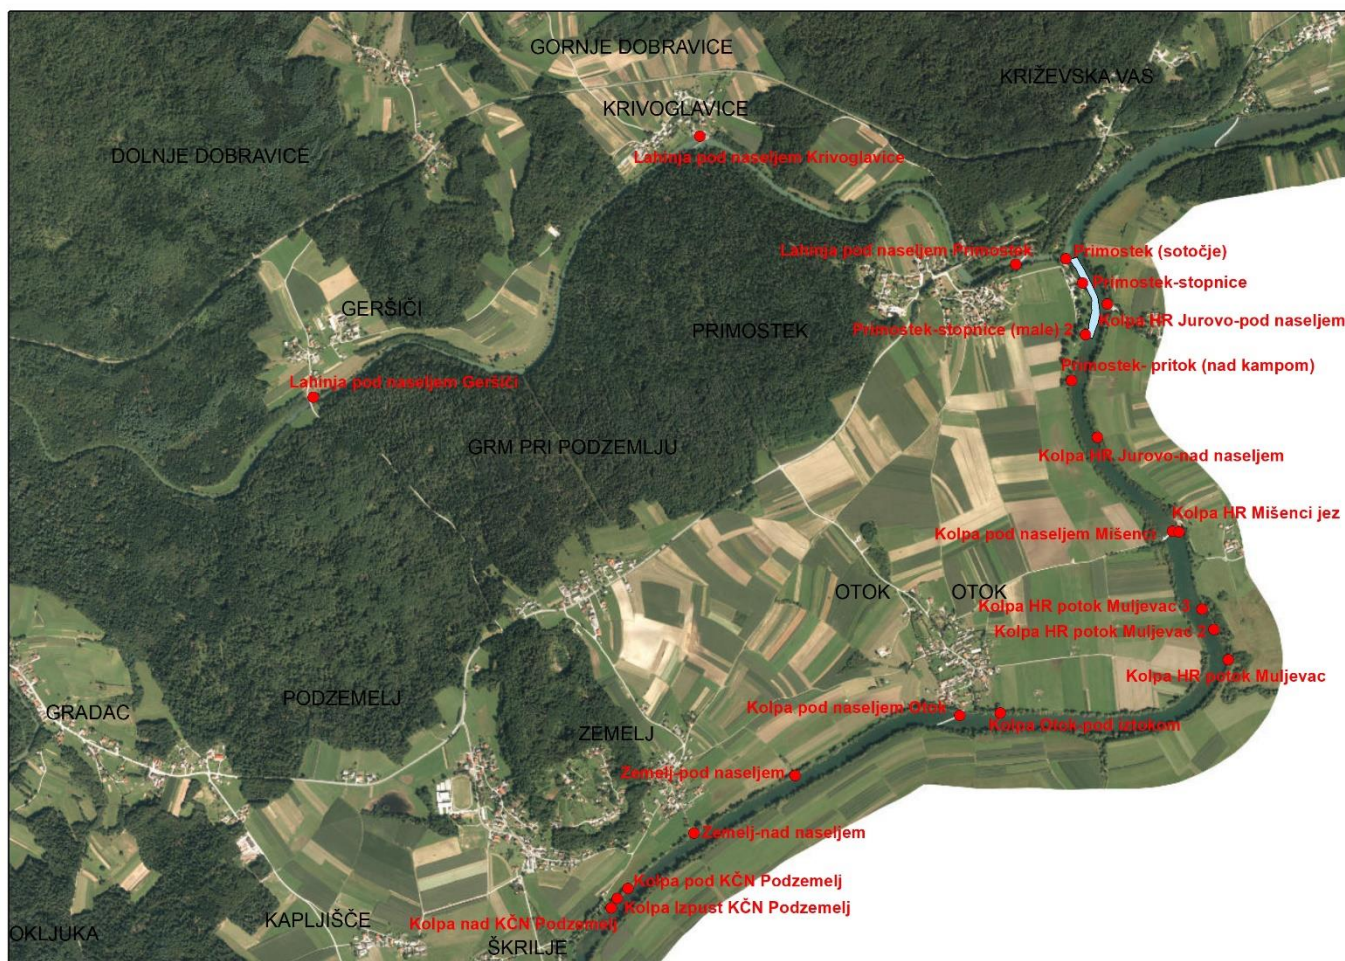 GORNJE DOBRAVICE
KRIŽEVSKA VAS
KRIVOGLAVICE
DOLNJE DOBRAVICE
Lahinja pod naseljem Krivoglavice
Lahinja pod naseljem Primostek
Primostek (sotočje)
Primostek-stopnice
GERŠIČI
Kolpa HR Jurovo-pod naseljem
PRIMOSTEK
Primostek-stopnice (male) 2
Primostek- pritok (nad kampom)
Lahinja pod naseljem Geršiči
GRM PRI PODZEMLJU
Kolpa HR Jurovo-nad naseljem
Kolpa HR Mišenci jez
Kolpa pod naseljem Mišenci
OTOK
OTOK
Kolpa HR potok Muljevac 3
Kolpa HR potok Muljevac 2
Kolpa HR potok Muljevac
PODZEMELJ
GRADAC
Kolpa pod naseljem Otok
Kolpa Otok-pod iztokom
ZEMELJ
Zemelj-pod naseljem
Zemelj-nad naseljem
Kolpa pod KČN Podzemelj
Kolpa Izpust KČN Podzemelj
Kolpa nad KČN Podzemelj
KAPLJIŠČE
OKLJUKA
ŠKRILJE